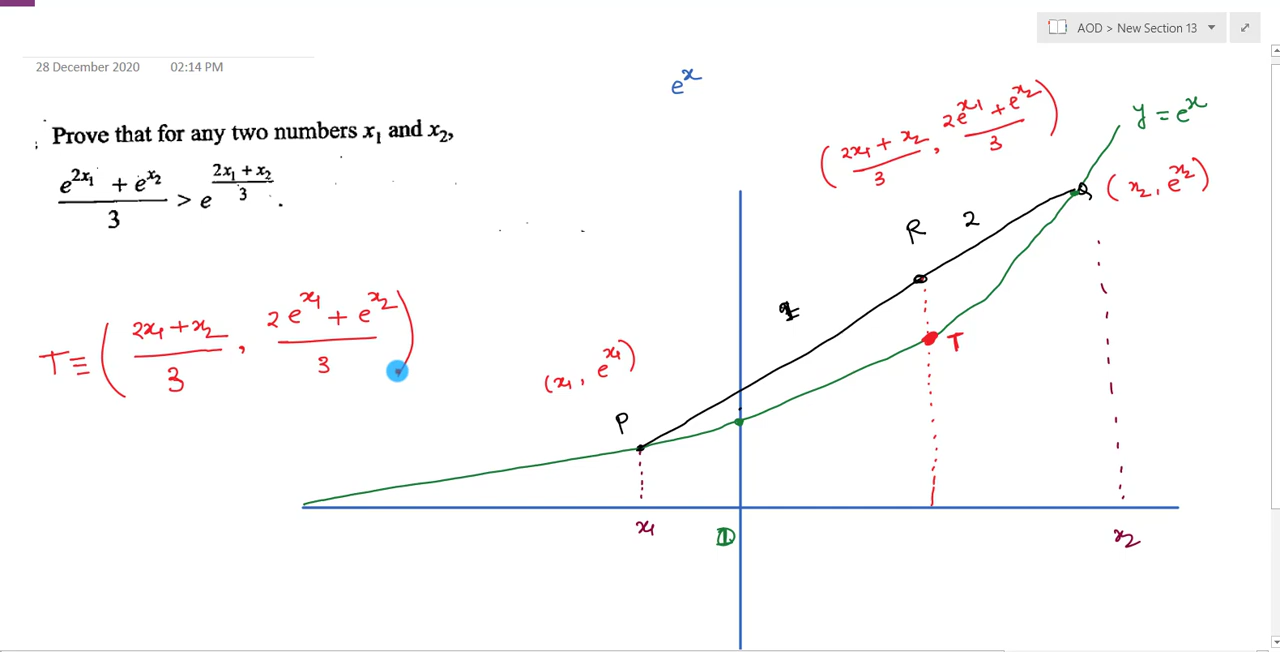 AOD > New Section 13
28 December 2020 02:14 PM
e^x
Prove that for any two numbers x₁ and x₂,
(e^(2x₁) + e^(x₂))/3 > e^((2x₁ + x₂)/3).
((2x₁ + x₂)/3, (2e^(x₁) + e^(x₂))/3)
y = e^x
Q (x₂, e^(x₂))
R 2
1
T ≡ ((2x₁ + x₂)/3, (2e^(x₁) + e^(x₂))/3)
T
(x₁, e^(x₁))
P
x₁
x₂